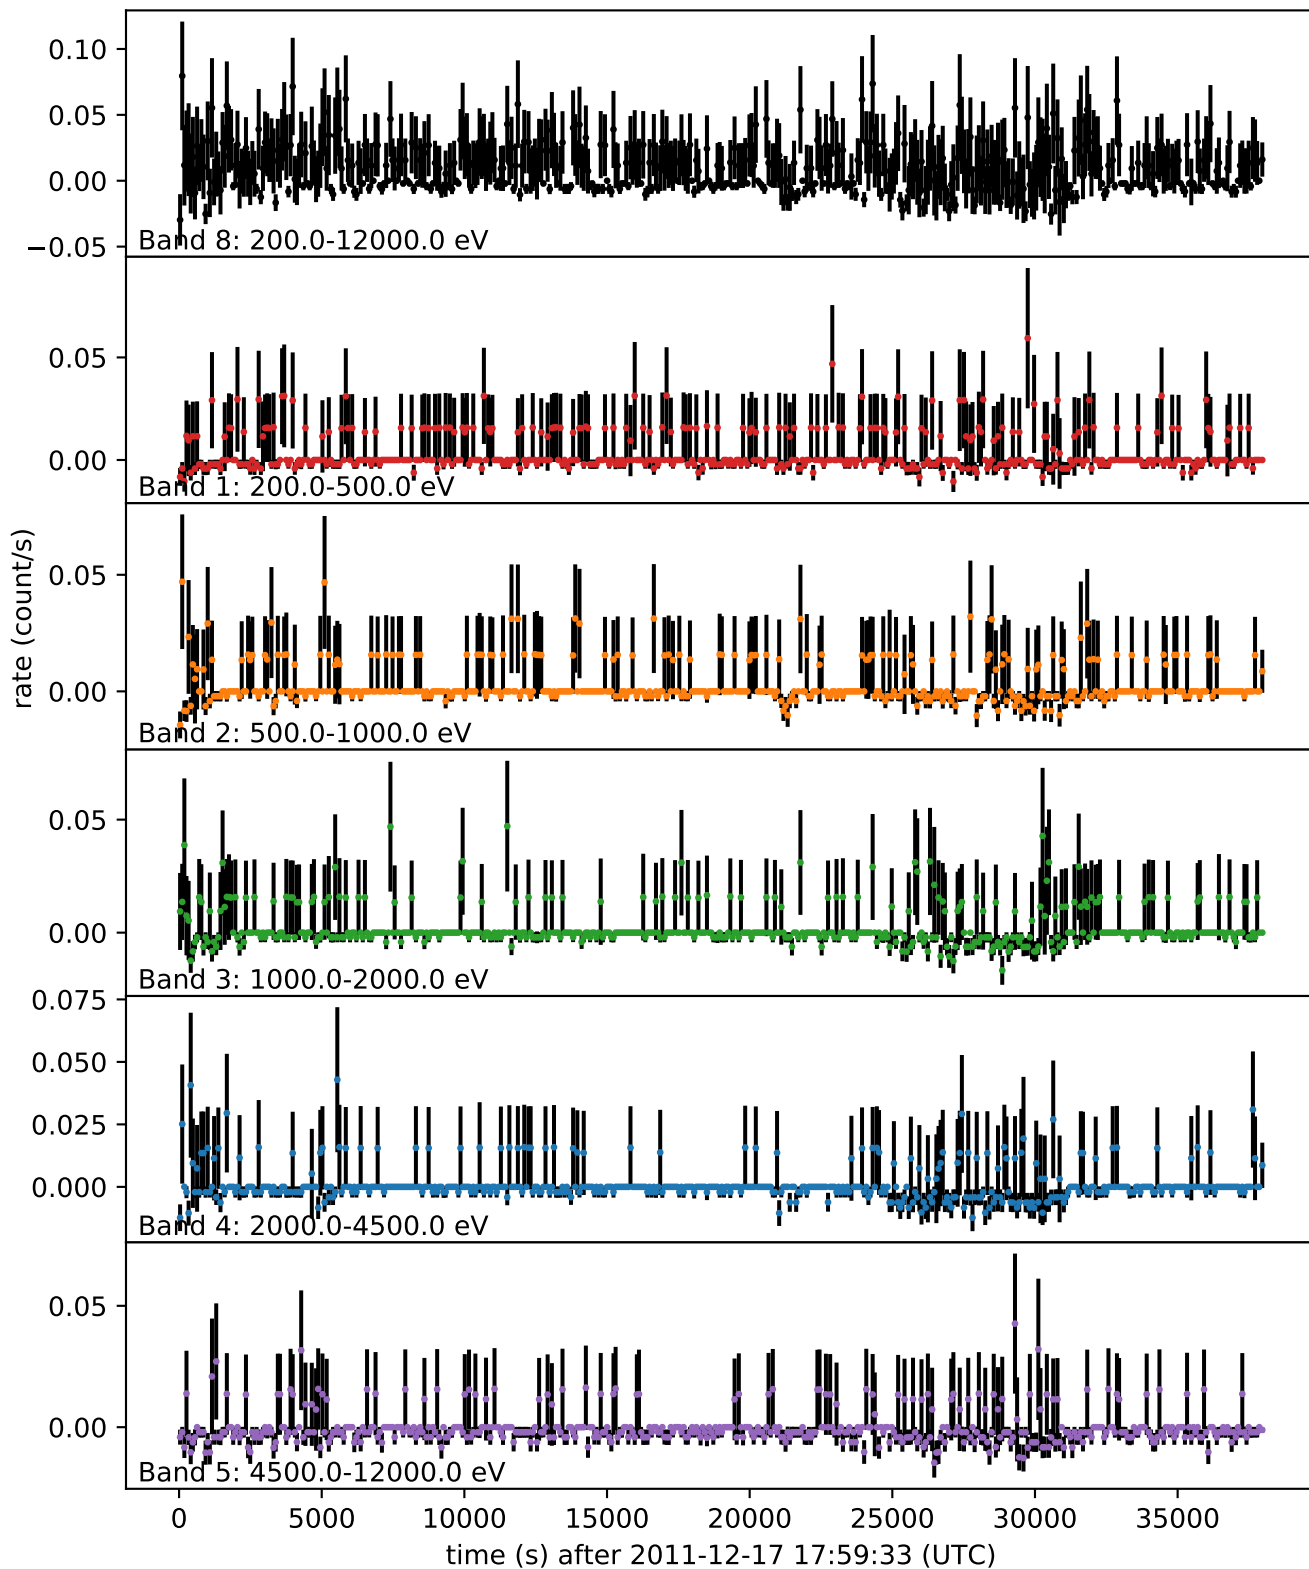 0.10
0.05
0.00
−0.05
Band 8: 200.0-12000.0 eV
0.05
0.00
Band 1: 200.0-500.0 eV
0.05
0.00
Band 2: 500.0-1000.0 eV
rate (count/s)
0.05
0.00
Band 3: 1000.0-2000.0 eV
0.075
0.050
0.025
0.000
Band 4: 2000.0-4500.0 eV
0.05
0.00
Band 5: 4500.0-12000.0 eV
0 5000 10000 15000 20000 25000 30000 35000
time (s) after 2011-12-17 17:59:33 (UTC)